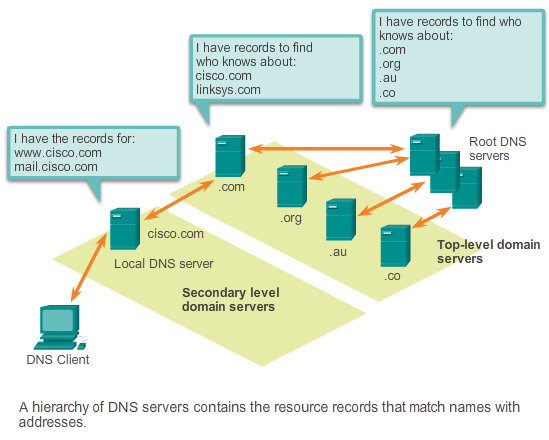 I have records to find who
knows about:
.com
.org
.au
.co
I have records to find
who knows about:
cisco.com
linksys.com
I have the records for:
www.cisco.com
mail.cisco.com
Root DNS
servers
.com
.org
.au
.co
Top-level domain
servers
cisco.com
Local DNS server
Secondary level
domain servers
DNS Client
A hierarchy of DNS servers contains the resource records that match names with
addresses.